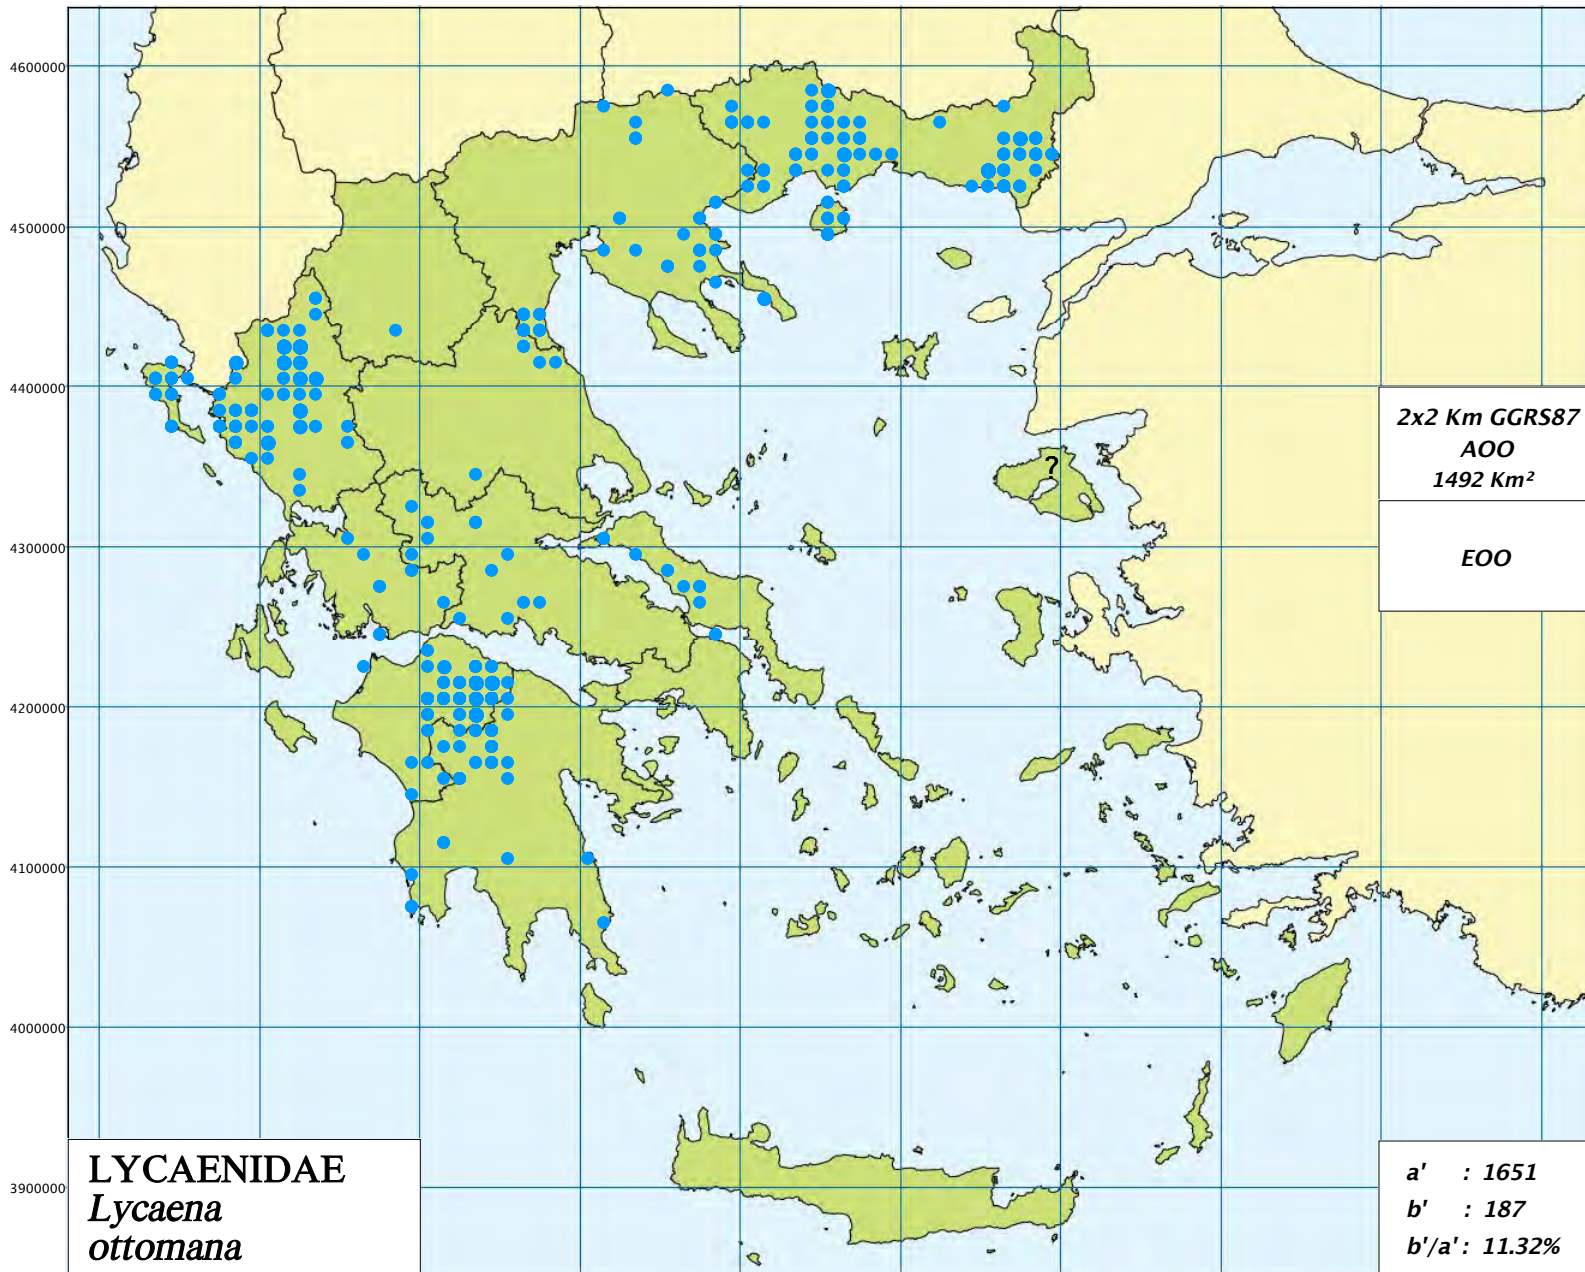 4600000
4500000
4400000
4300000
4200000
4100000
4000000
3900000
?
2x2 Km GGRS87
AOO
1492 Km²
EOO
LYCAENIDAE
Lycaena
ottomana
a' : 1651
b' : 187
b'/a' : 11.32%